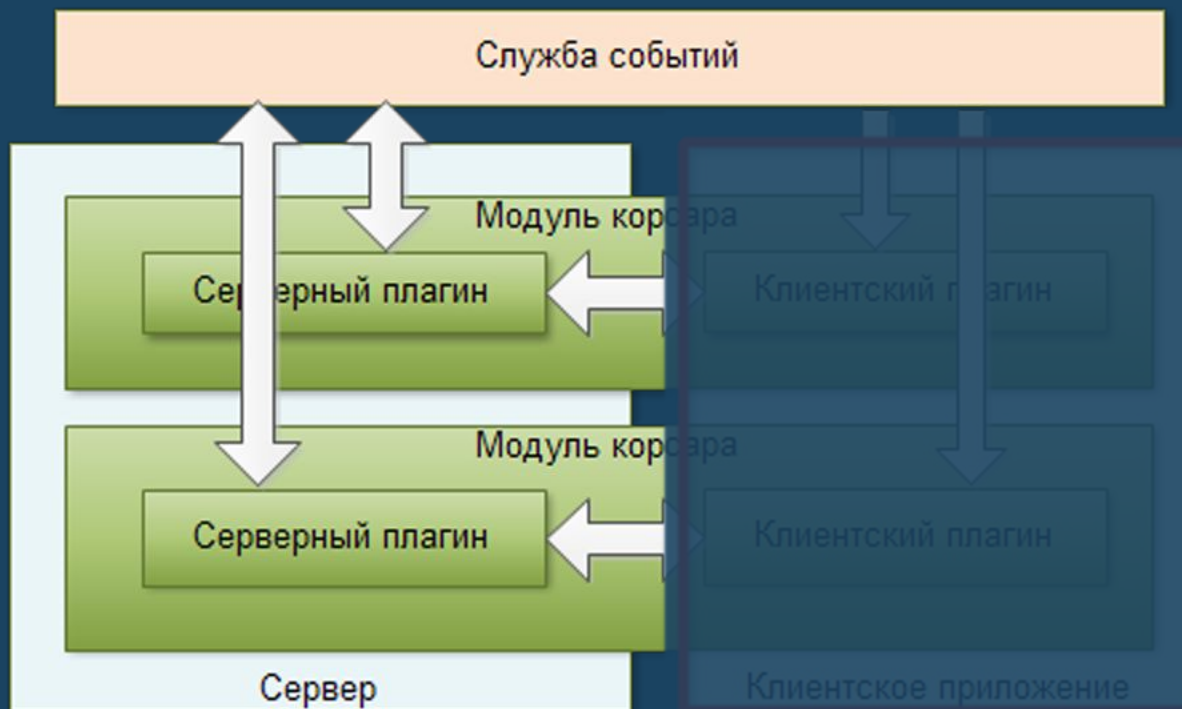 Служба событий
Модуль корсара
Серверный плагин
Клиентский плагин
Модуль корсара
Серверный плагин
Клиентский плагин
Сервер
Клиентское приложение